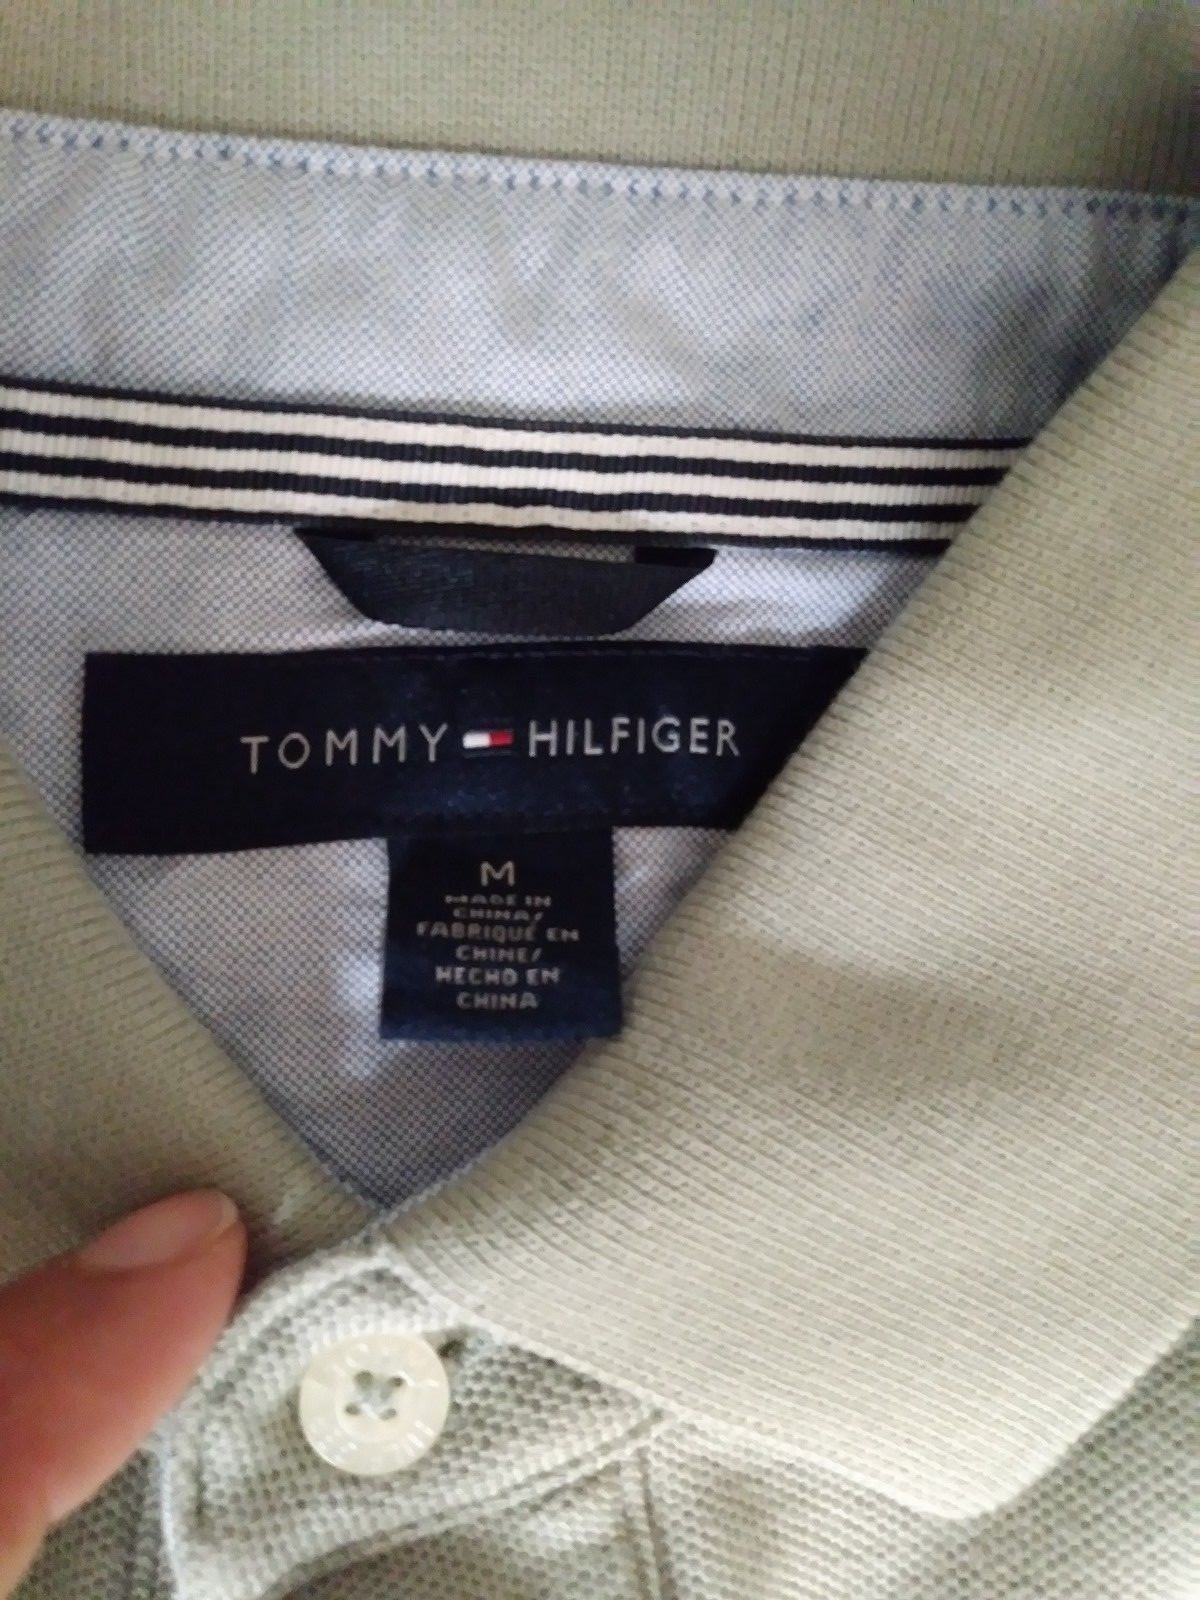 TOMMY HILFIGER
M
MADE IN
CHINA/
FABRIQUÉ EN
CHINE/
HECHO EN
CHINA